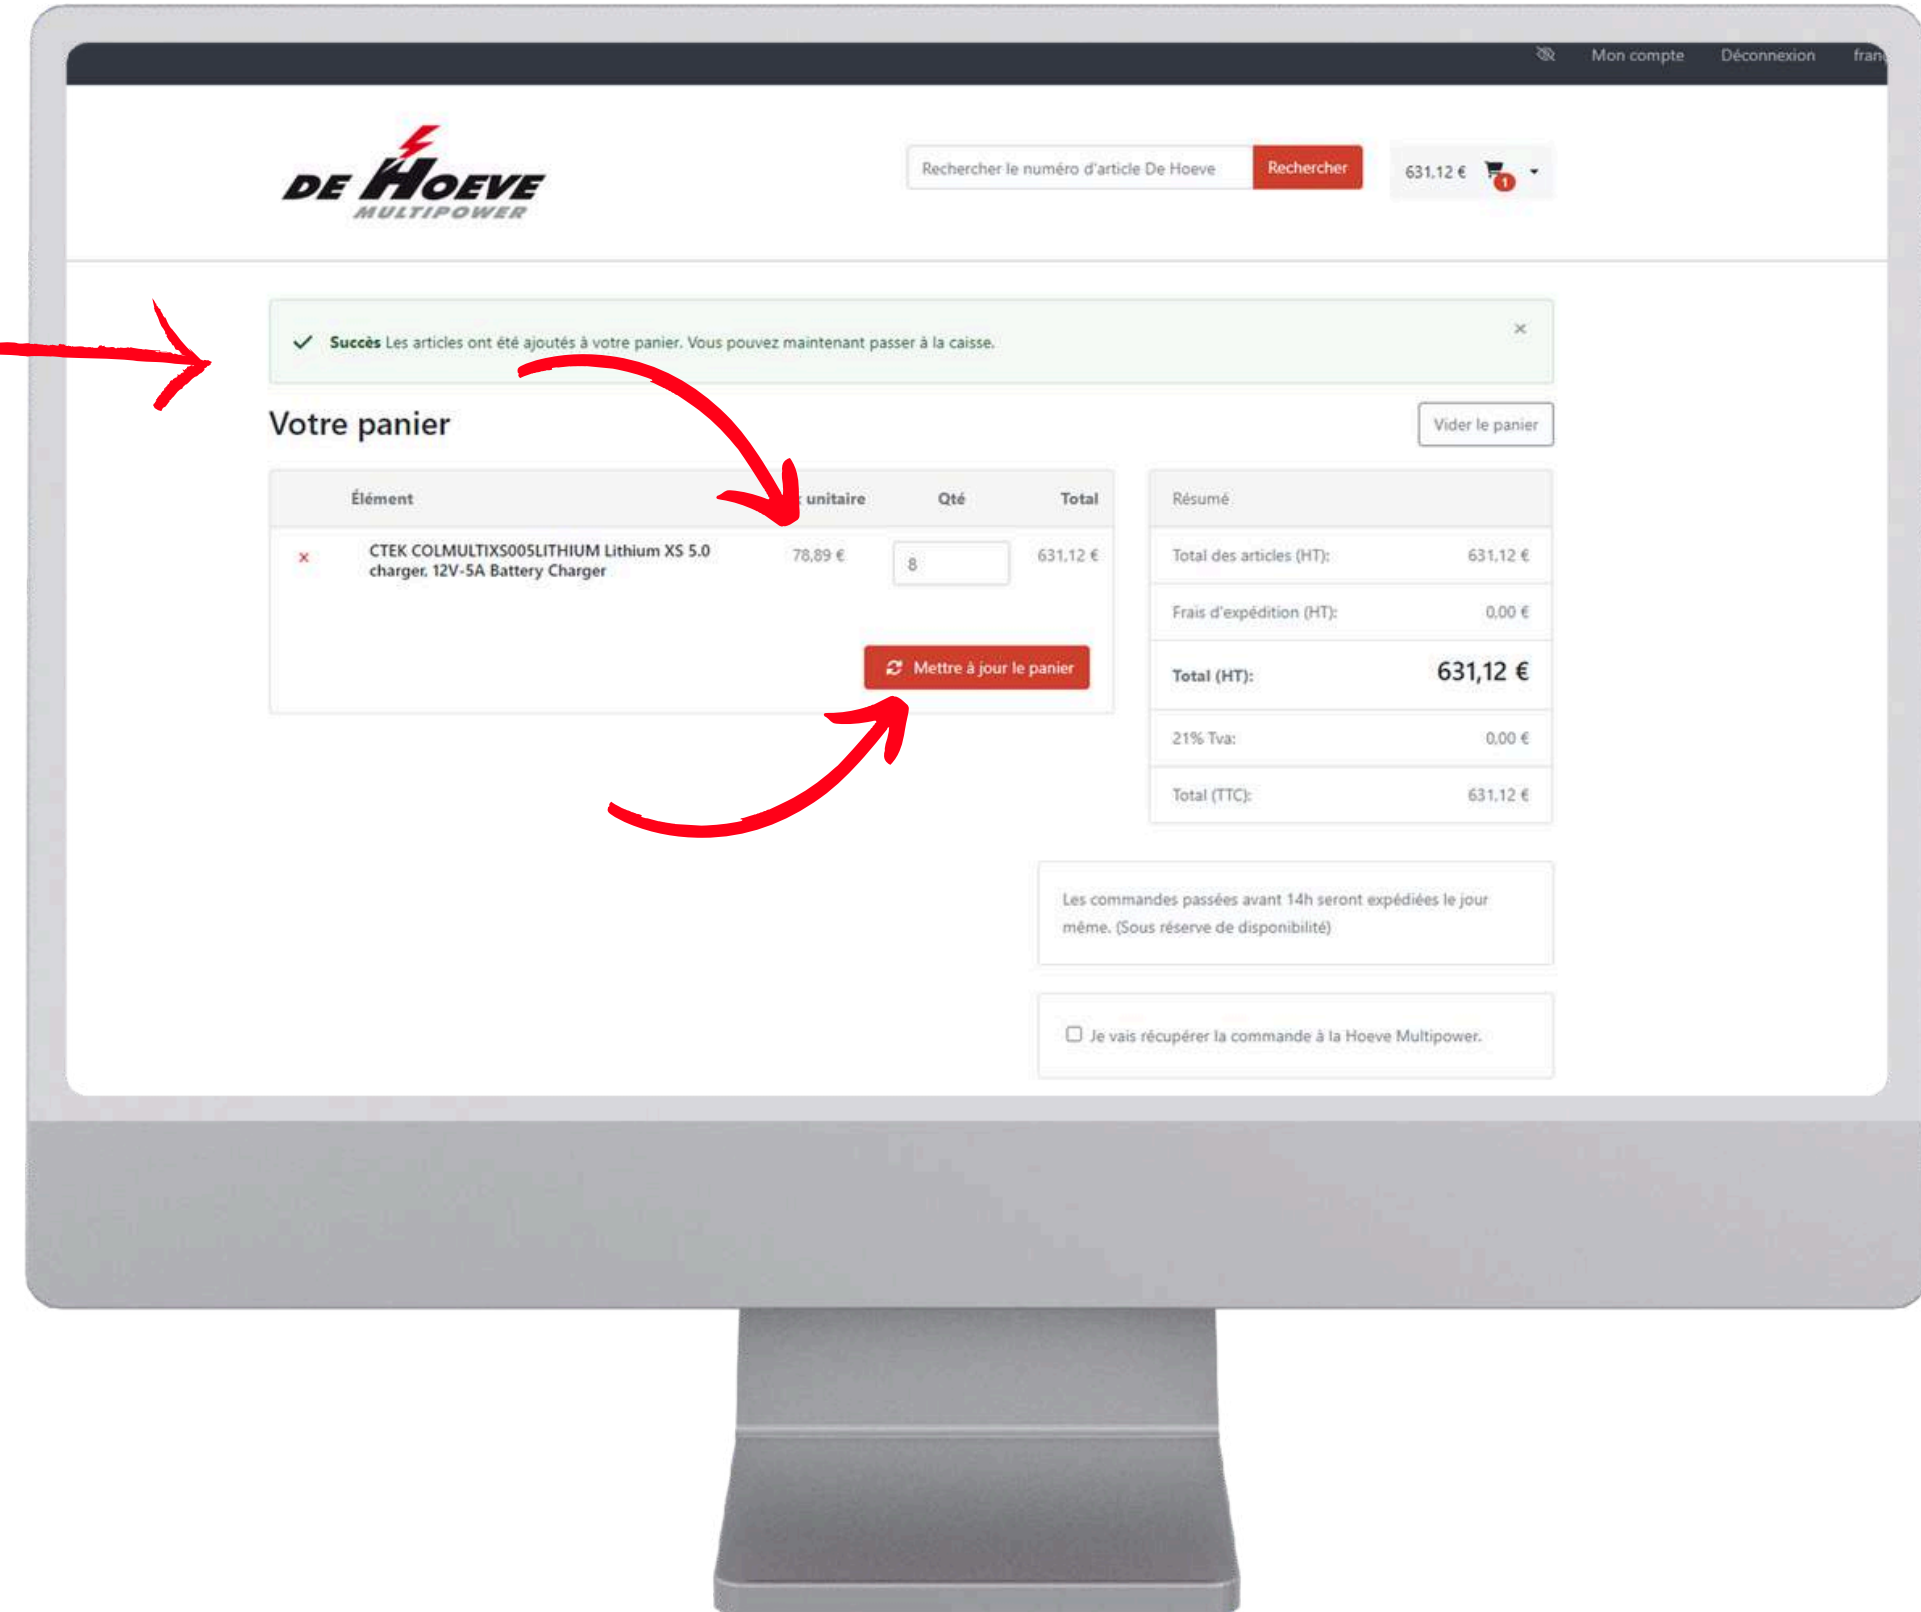 Mon compte Déconnexion
DE HOEVE
MULTIPOWER
Rechercher le numéro d'article De Hoeve Rechercher 631,12 € 1
Succès Les articles ont été ajoutés à votre panier. Vous pouvez maintenant passer à la caisse.
Votre panier
Vider le panier
Élément unitaire Qté Total
CTEK COLMULTIXS005LITHIUM Lithium XS 5.0
charger, 12V-5A Battery Charger
78,89 € 8 631,12 €
Mettre à jour le panier
Résumé
Total des articles (HT): 631,12 €
Frais d'expédition (HT): 0,00 €
Total (HT): 631,12 €
21% Tva: 0,00 €
Total (TTC): 631,12 €
Les commandes passées avant 14h seront expédiées le jour
même. (Sous réserve de disponibilité)
Je vais récupérer la commande à la Hoeve Multipower.